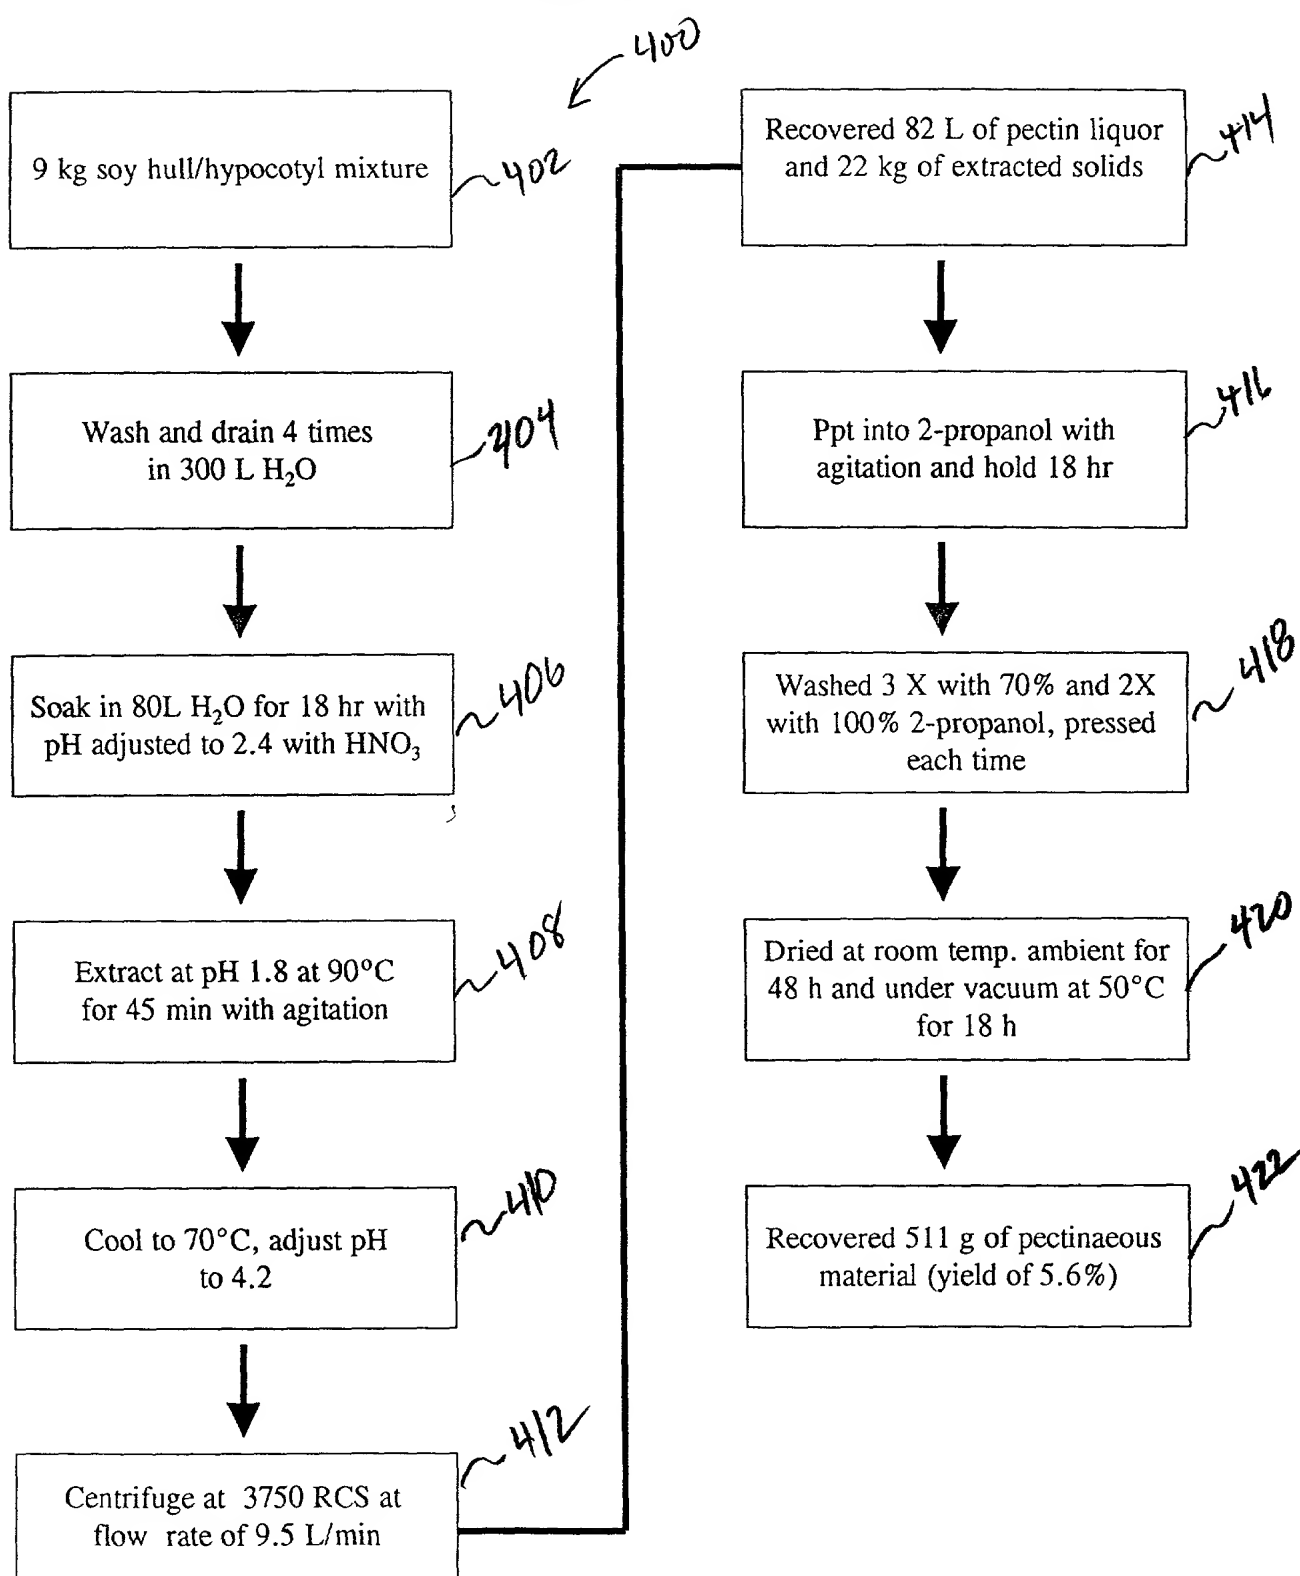 400
9 kg soy hull/hypocotyl mixture
402
Wash and drain 4 times
in 300 L H₂O
404
Soak in 80L H₂O for 18 hr with
pH adjusted to 2.4 with HNO₃
406
Extract at pH 1.8 at 90°C
for 45 min with agitation
408
Cool to 70°C, adjust pH
to 4.2
410
Centrifuge at 3750 RCS at
flow rate of 9.5 L/min
412
Recovered 82 L of pectin liquor
and 22 kg of extracted solids
414
Ppt into 2-propanol with
agitation and hold 18 hr
416
Washed 3 X with 70% and 2X
with 100% 2-propanol, pressed
each time
418
Dried at room temp. ambient for
48 h and under vacuum at 50°C
for 18 h
420
Recovered 511 g of pectinaeous
material (yield of 5.6%)
422